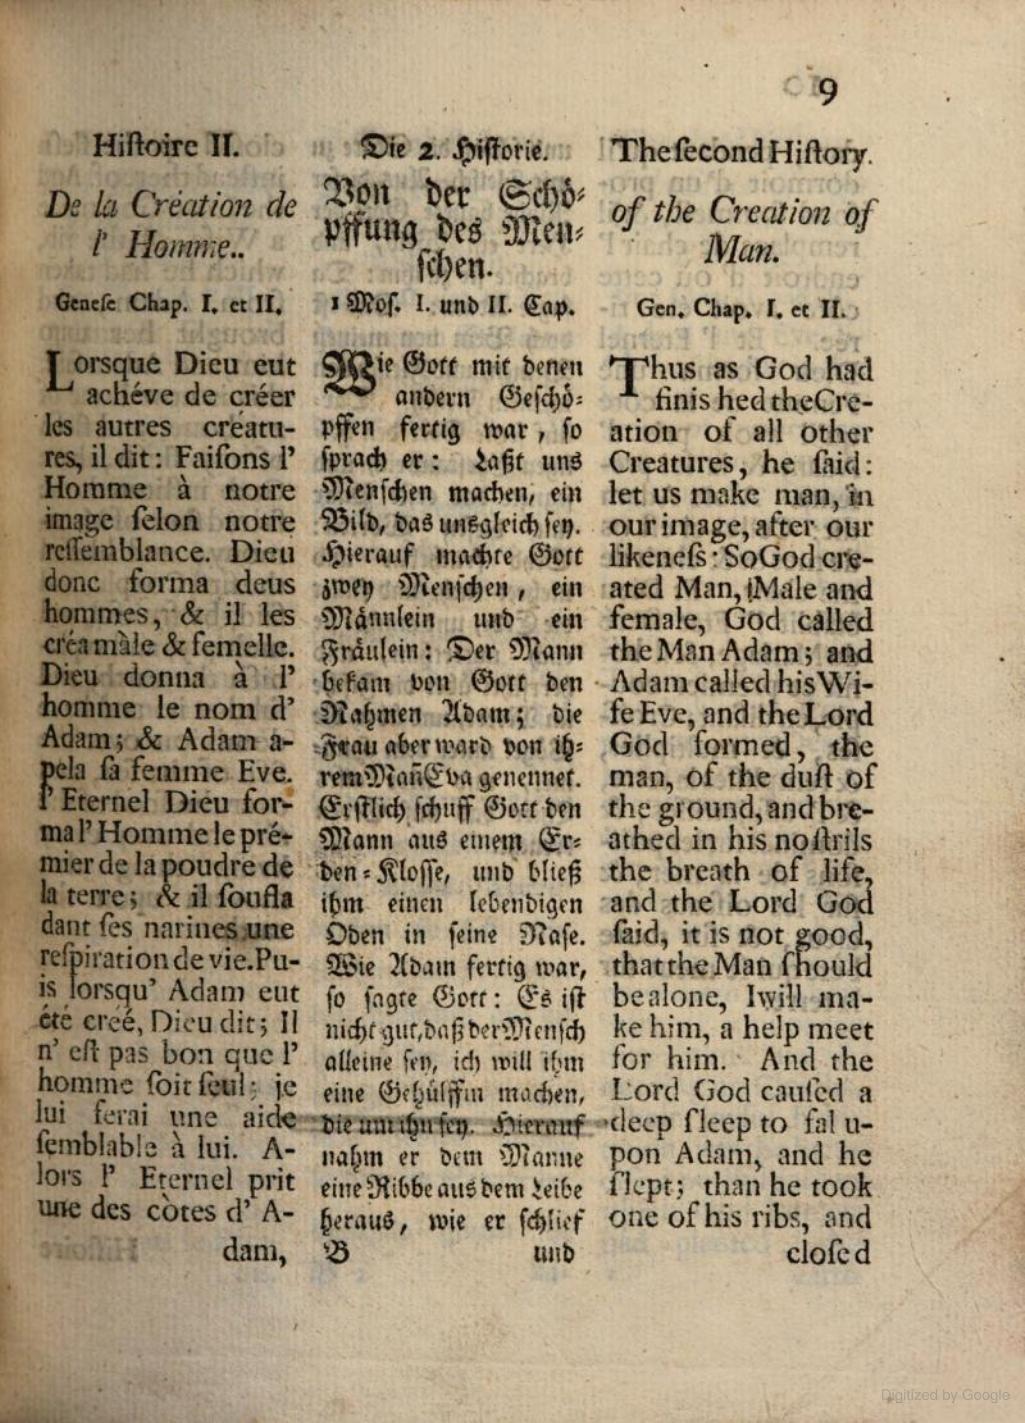 9
Hiſtoire II.
De la Création de
l' Homme..
Geneſe Chap. I. et II.
Lorsque Dieu eut
achéve de créer
les autres creatu-
res, il dit: Faiſons l'
Homme à notre
image ſelon notre
reſſemblance. Dieu
donc forma deus
hommes, & il les
créa màle & femelle.
Dieu donna à l'
homme le nom d'
Adam; & Adam a-
pela ſa femme Eve.
l' Eternel Dieu for-
ma l' Homme le pré-
mier de la poudre de
la terre; & il ſoufla
dant ſes narines une
reſpiration de vie. Pu-
is lorsqu' Adam eut
été creé, Dieu dit; Il
n' eſt pas bon que l'
homme ſoit ſeul; je
lui ferai une aide
ſemblable à lui. A-
lors l' Eternel prit
une des còtes d' A-
dam,
Die 2. Hiſtorie.
Von der Schö-
pffung des Men-
ſchen.
1 Moſ. I. und II. Cap.
Wie Gott mit denen
andern Geſchö-
pffen fertig war, ſo
ſprach er: Laßt uns
Menſchen machen, ein
Bild, das uns gleich ſey.
Hierauf machte Gott
zwey Menſchen, ein
Männlein und ein
Fräulein: Der Mann
bekam von Gott den
Nahmen Adam; die
Frau aber ward von ih-
rem Mañ Eva genennet.
Erſtlich ſchuff Gott den
Mann aus einem Er-
den-Kloſſe, und bließ
ihm einen lebendigen
Oden in ſeine Naſe.
Wie Adam fertig war,
ſo ſagte Gott: Es iſt
nicht gut, daß der Menſch
alleine ſey, ich will ihm
eine Gehülffin machen,
die um ihn ſey. Hierauf
nahm er dem Manne
eine Ribbe aus dem Leibe
heraus, wie er ſchlief
B und
The ſecond Hiſtory.
of the Creation of
Man.
Gen. Chap. I. et II.
Thus as God had
finis hed the Cre-
ation of all other
Creatures, he ſaid:
let us make man, in
our image, after our
likeneſs: So God cre-
ated Man, Male and
female, God called
the Man Adam; and
Adam called his Wi-
fe Eve, and the Lord
God formed, the
man, of the duſt of
the ground, and bre-
athed in his noſtrils
the breath of life,
and the Lord God
ſaid, it is not good,
that the Man ſhould
be alone, I will ma-
ke him, a help meet
for him. And the
Lord God cauſed a
deep ſleep to fal u-
pon Adam, and he
ſlept; than he took
one of his ribs, and
cloſed
Digitized by Google